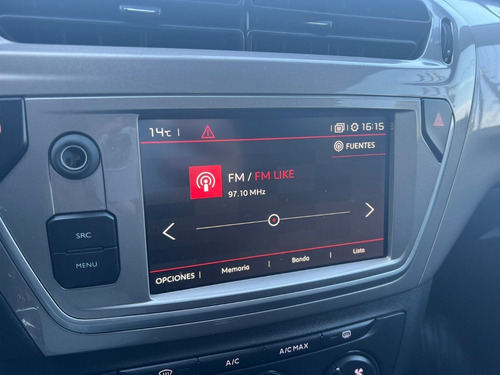 14℃ 16:15
FUENTES
FM / FM LIKE
97.10 MHz
SRC
MENU
OPCIONES Memoria Banda Lista
A/C A/C MAX